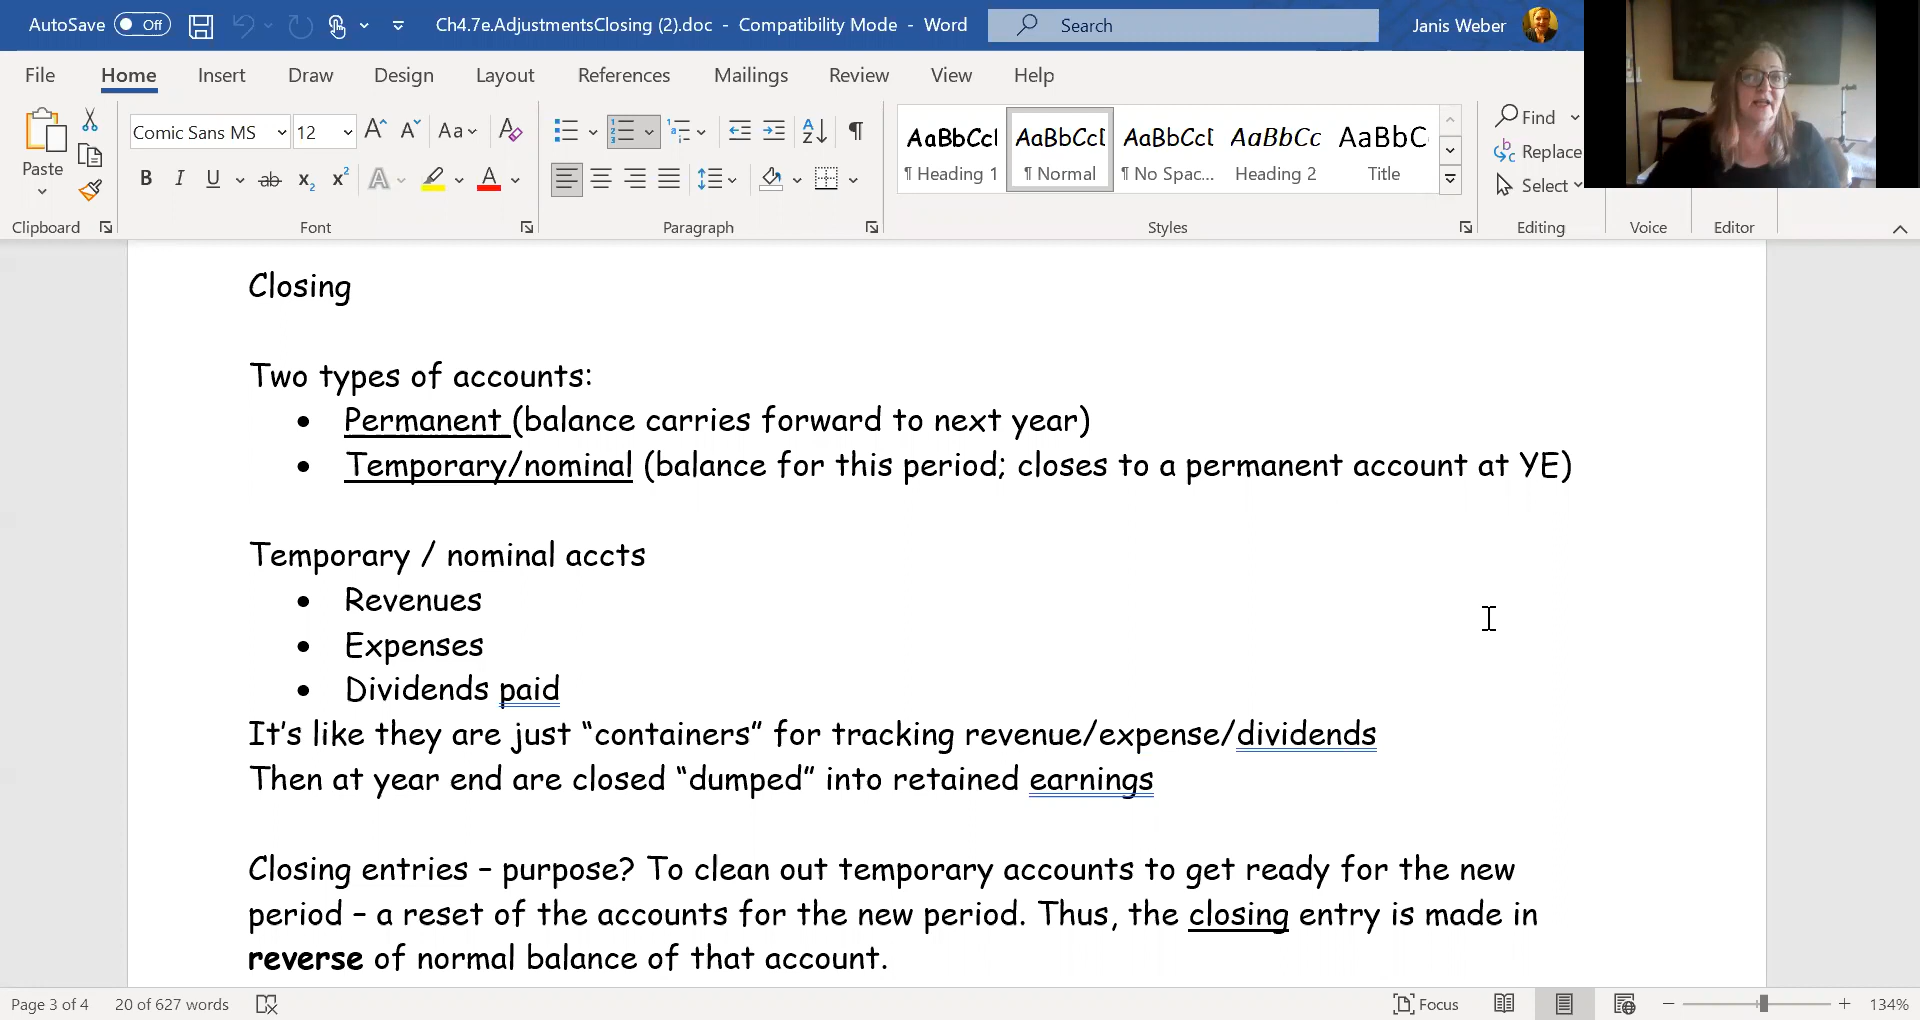 AutoSave Off Ch4.7e.AdjustmentsClosing (2).doc - Compatibility Mode - Word Search Janis Weber
File Home Insert Draw Design Layout References Mailings Review View Help
Comic Sans MS 12 A^ Aˇ Aa A
Paste
B I U ab x₂ x² A A
Clipboard Font
A Z ¶
Paragraph
AaBbCcI AaBbCcI AaBbCcI AaBbCc AaBbC
¶ Heading 1 ¶ Normal ¶ No Spac... Heading 2 Title
Styles
Find
Replace
Select
Editing Voice Editor
Closing
Two types of accounts:
• Permanent (balance carries forward to next year)
• Temporary/nominal (balance for this period; closes to a permanent account at YE)
Temporary / nominal accts
• Revenues
• Expenses
• Dividends paid
It’s like they are just “containers” for tracking revenue/expense/dividends
Then at year end are closed “dumped” into retained earnings
Closing entries – purpose? To clean out temporary accounts to get ready for the new
period – a reset of the accounts for the new period. Thus, the closing entry is made in
reverse of normal balance of that account.
Page 3 of 4 20 of 627 words Focus 134%